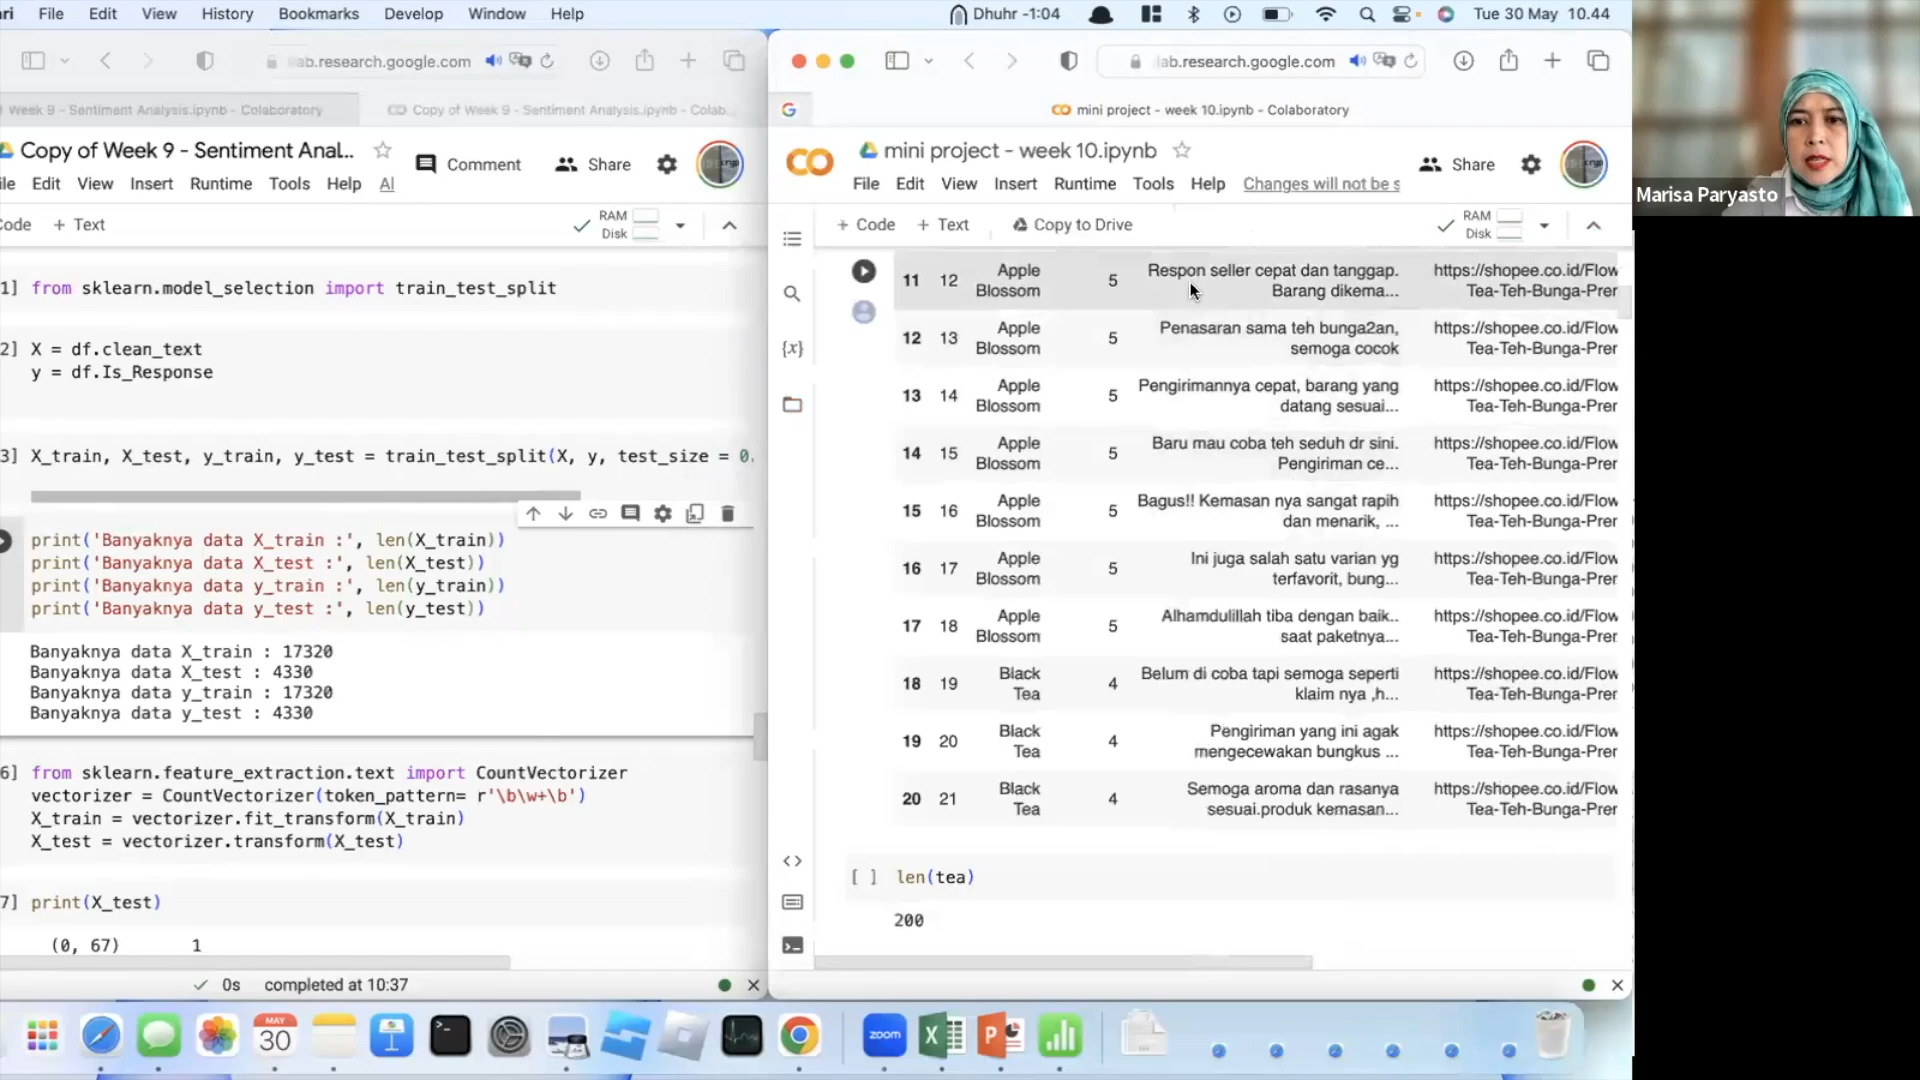 File Edit View History Bookmarks Develop Window Help
Dhuhr -1:04
Tue 30 May 10.44
ab.research.google.com
Week 9 - Sentiment Analysis.ipynb - Colaboratory
Copy of Week 9 - Sentiment Analysis.ipynb - Colab...
Copy of Week 9 - Sentiment Anal...
Comment
Share
Edit View Insert Runtime Tools Help Al
+ Text
RAM
Disk
1] from sklearn.model_selection import train_test_split
2] X = df.clean_text
y = df.Is_Response
3] X_train, X_test, y_train, y_test = train_test_split(X, y, test_size = 0.
print('Banyaknya data X_train :', len(X_train))
print('Banyaknya data X_test :', len(X_test))
print('Banyaknya data y_train :', len(y_train))
print('Banyaknya data y_test :', len(y_test))
Banyaknya data X_train : 17320
Banyaknya data X_test : 4330
Banyaknya data y_train : 17320
Banyaknya data y_test : 4330
6] from sklearn.feature_extraction.text import CountVectorizer
vectorizer = CountVectorizer(token_pattern= r'\b\w+\b')
X_train = vectorizer.fit_transform(X_train)
X_test = vectorizer.transform(X_test)
7] print(X_test)
(0, 67) 1
0s completed at 10:37
lab.research.google.com
mini project - week 10.ipynb - Colaboratory
mini project - week 10.ipynb
Share
File Edit View Insert Runtime Tools Help Changes will not be s
+ Code + Text Copy to Drive
RAM
Disk
{x}
11 12 Apple Blossom 5 Respon seller cepat dan tanggap. Barang dikema... https://shopee.co.id/Flow Tea-Teh-Bunga-Prer
12 13 Apple Blossom 5 Penasaran sama teh bunga2an, semoga cocok https://shopee.co.id/Flow Tea-Teh-Bunga-Prer
13 14 Apple Blossom 5 Pengirimannya cepat, barang yang datang sesuai... https://shopee.co.id/Flow Tea-Teh-Bunga-Prer
14 15 Apple Blossom 5 Baru mau coba teh seduh dr sini. Pengiriman ce... https://shopee.co.id/Flow Tea-Teh-Bunga-Prer
15 16 Apple Blossom 5 Bagus!! Kemasan nya sangat rapih dan menarik, ... https://shopee.co.id/Flow Tea-Teh-Bunga-Prer
16 17 Apple Blossom 5 Ini juga salah satu varian yg terfavorit, bung... https://shopee.co.id/Flow Tea-Teh-Bunga-Prer
17 18 Apple Blossom 5 Alhamdulillah tiba dengan baik.. saat paketnya... https://shopee.co.id/Flow Tea-Teh-Bunga-Prer
18 19 Black Tea 4 Belum di coba tapi semoga seperti klaim nya ,h... https://shopee.co.id/Flow Tea-Teh-Bunga-Prer
19 20 Black Tea 4 Pengiriman yang ini agak mengecewakan bungkus ... https://shopee.co.id/Flow Tea-Teh-Bunga-Prer
20 21 Black Tea 4 Semoga aroma dan rasanya sesuai.produk kemasan... https://shopee.co.id/Flow Tea-Teh-Bunga-Prer
[ ] len(tea)
200
Marisa Paryasto
MAY
30
zoom